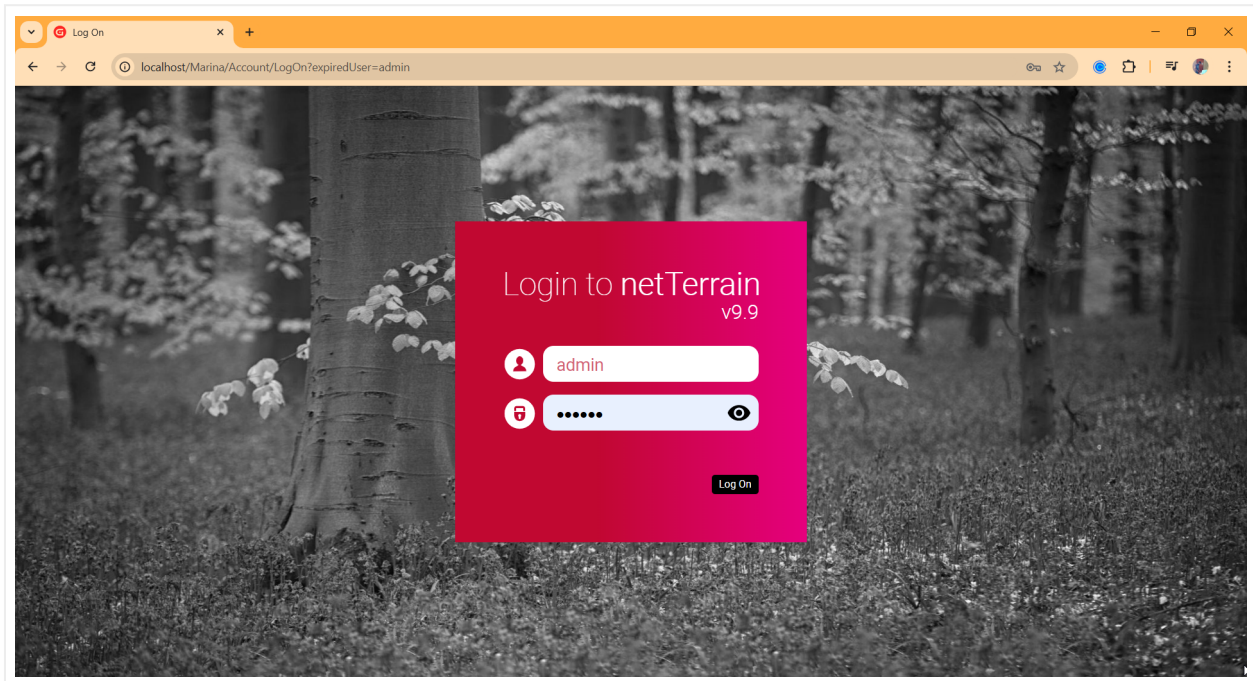 Log On
localhost/Marina/Account/LogOn?expiredUser=admin
Login to netTerrain
v9.9
admin
••••••
Log On